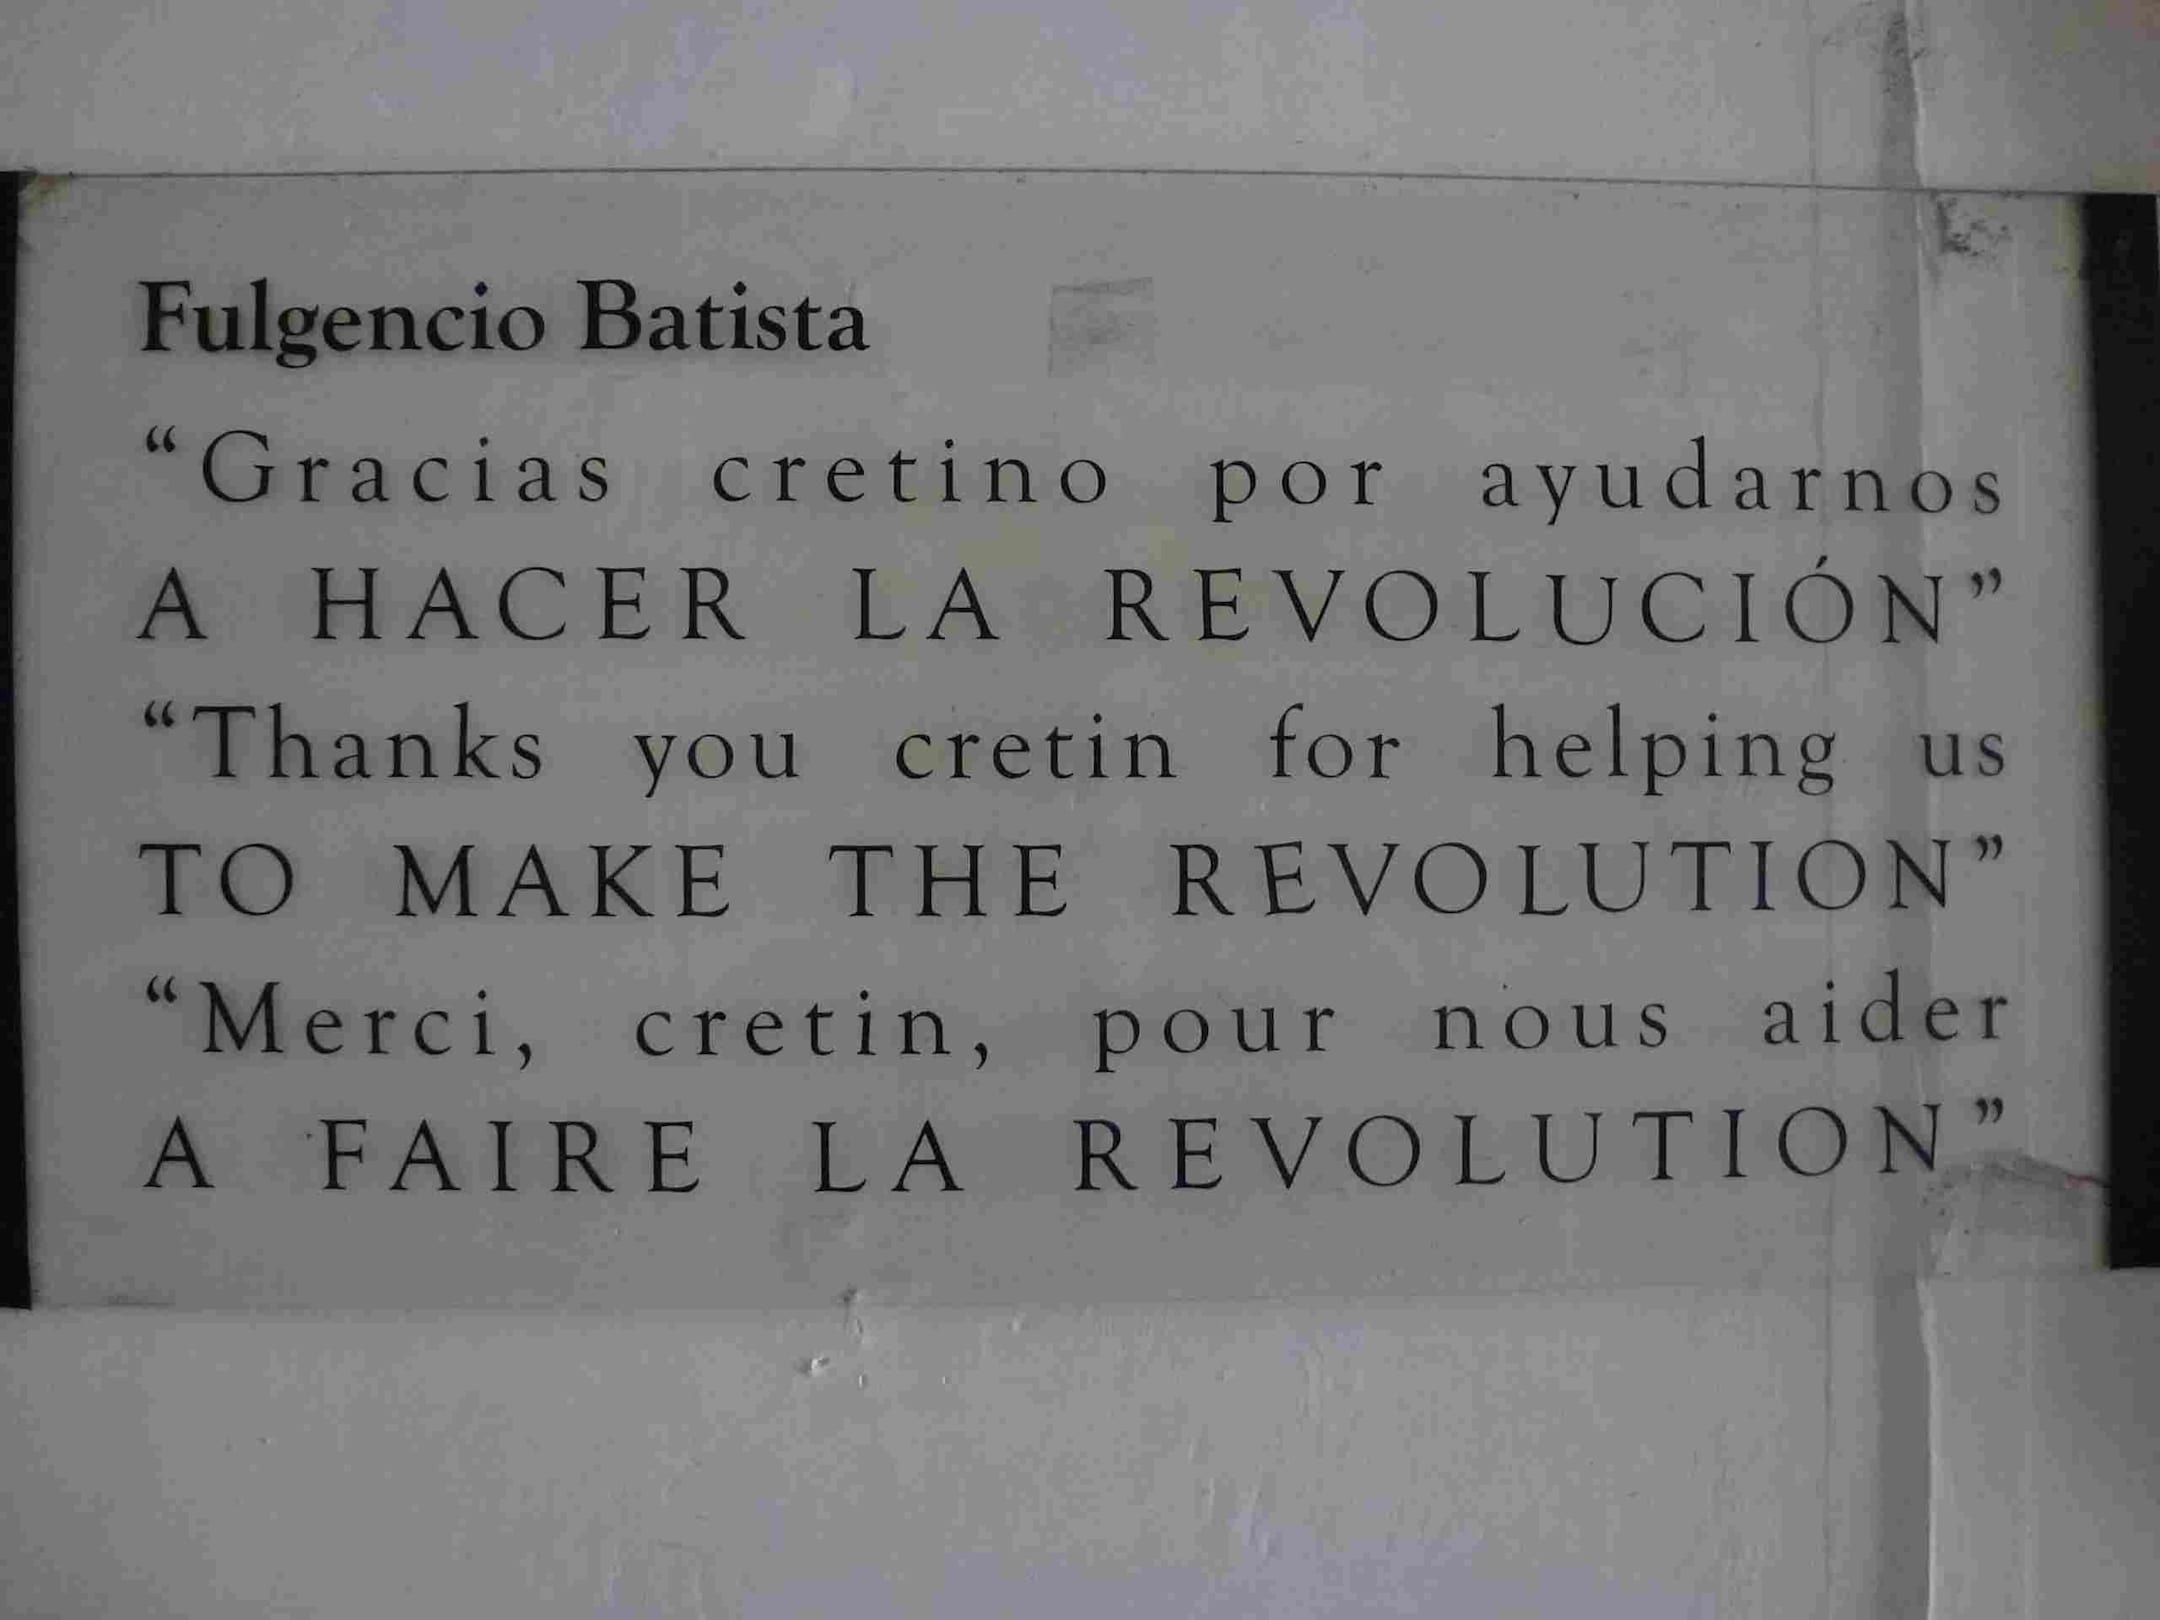 Fulgencio Batista
“Gracias cretino por ayudarnos
A HACER LA REVOLUCIÓN”
“Thanks you cretin for helping us
TO MAKE THE REVOLUTION”
“Merci, cretin, pour nous aider
A FAIRE LA REVOLUTION”